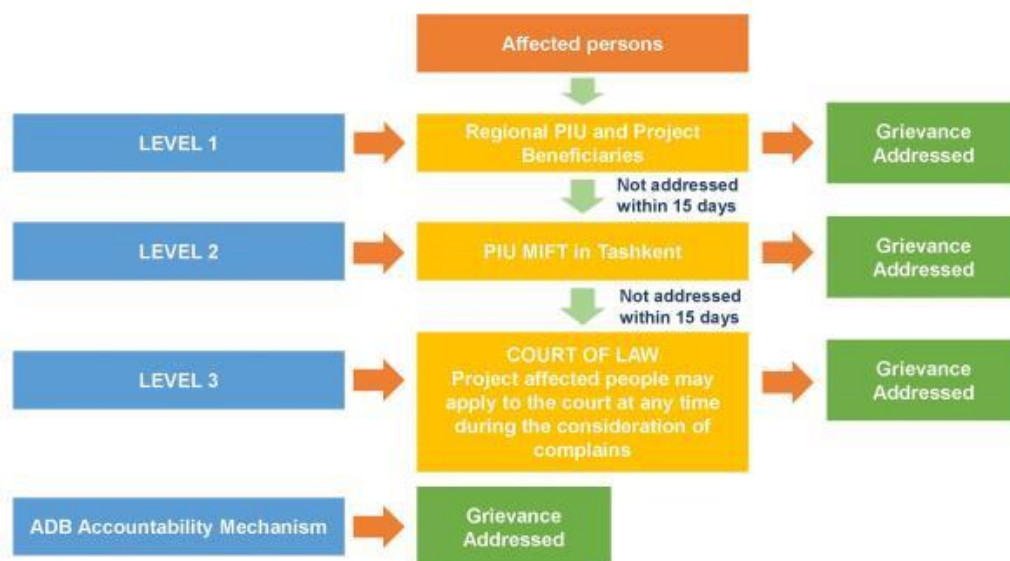 Affected persons
LEVEL 1
Regional PIU and Project
Beneficiaries
Grievance
Addressed
Not addressed
within 15 days
LEVEL 2
PIU MIFT in Tashkent
Grievance
Addressed
Not addressed
within 15 days
LEVEL 3
COURT OF LAW
Project affected people may
apply to the court at any time
during the consideration of
complains
Grievance
Addressed
ADB Accountability Mechanism
Grievance
Addressed